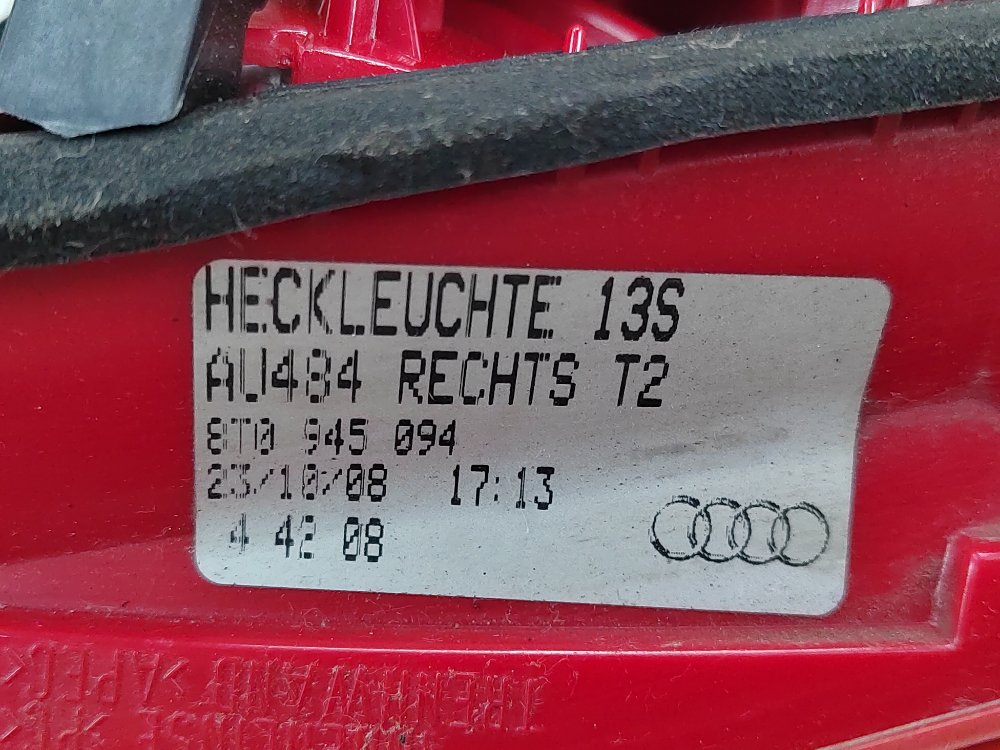 HECKLEUCHTE 13S
AU484 RECHTS T2
8T0 945 094
23/10/08 17:13
4 42 08